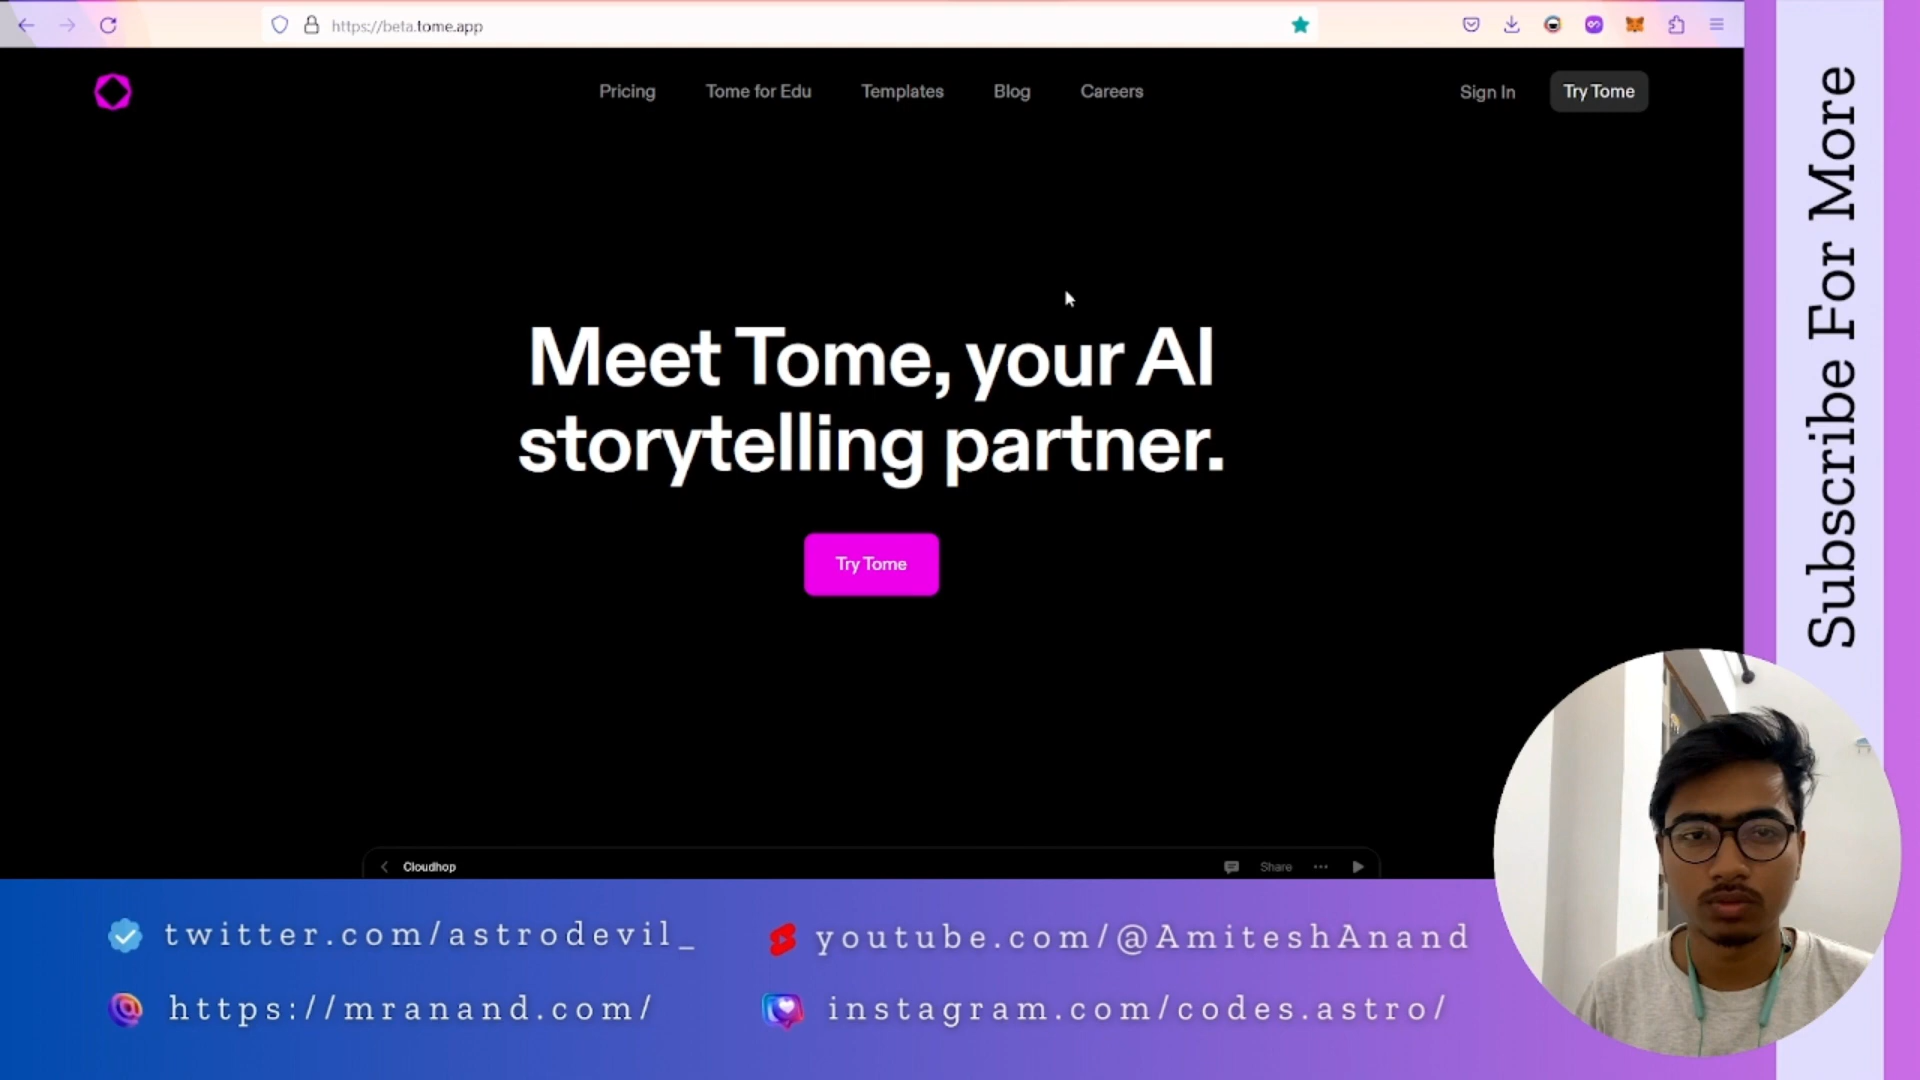 https://beta.tome.app
Pricing
Tome for Edu
Templates
Blog
Careers
Sign In
Try Tome
Meet Tome, your AI
storytelling partner.
Try Tome
Cloudhop
Share
Subscribe For More
twitter.com/astrodevil_
youtube.com/@AmiteshAnand
https://mranand.com/
instagram.com/codes.astro/